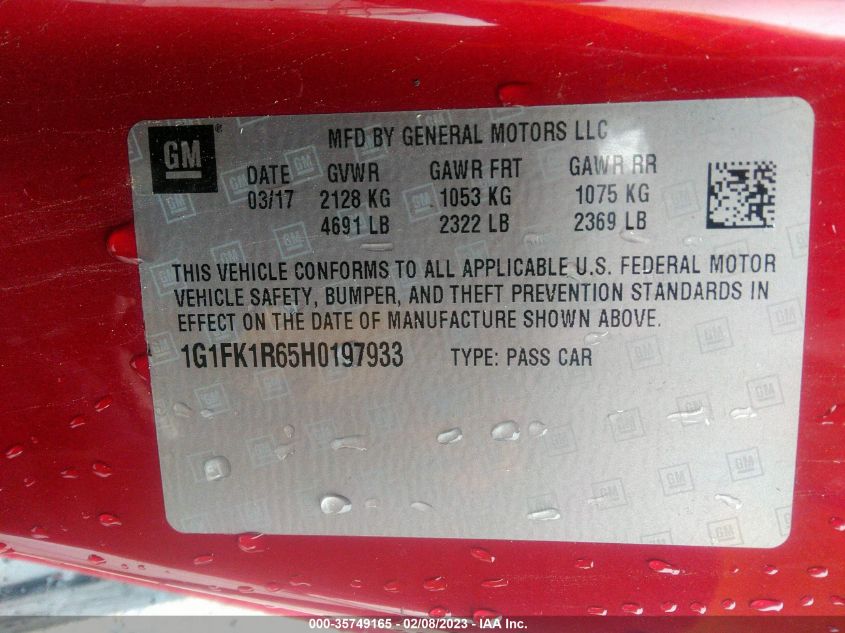 GM ®
MFD BY GENERAL MOTORS LLC
DATE GVWR GAWR FRT GAWR RR
03/17 2128 KG 1053 KG 1075 KG
4691 LB 2322 LB 2369 LB
THIS VEHICLE CONFORMS TO ALL APPLICABLE U.S. FEDERAL MOTOR
VEHICLE SAFETY, BUMPER, AND THEFT PREVENTION STANDARDS IN
EFFECT ON THE DATE OF MANUFACTURE SHOWN ABOVE.
1G1FK1R65H0197933 TYPE: PASS CAR
000-35749165 - 02/08/2023 - IAA Inc.